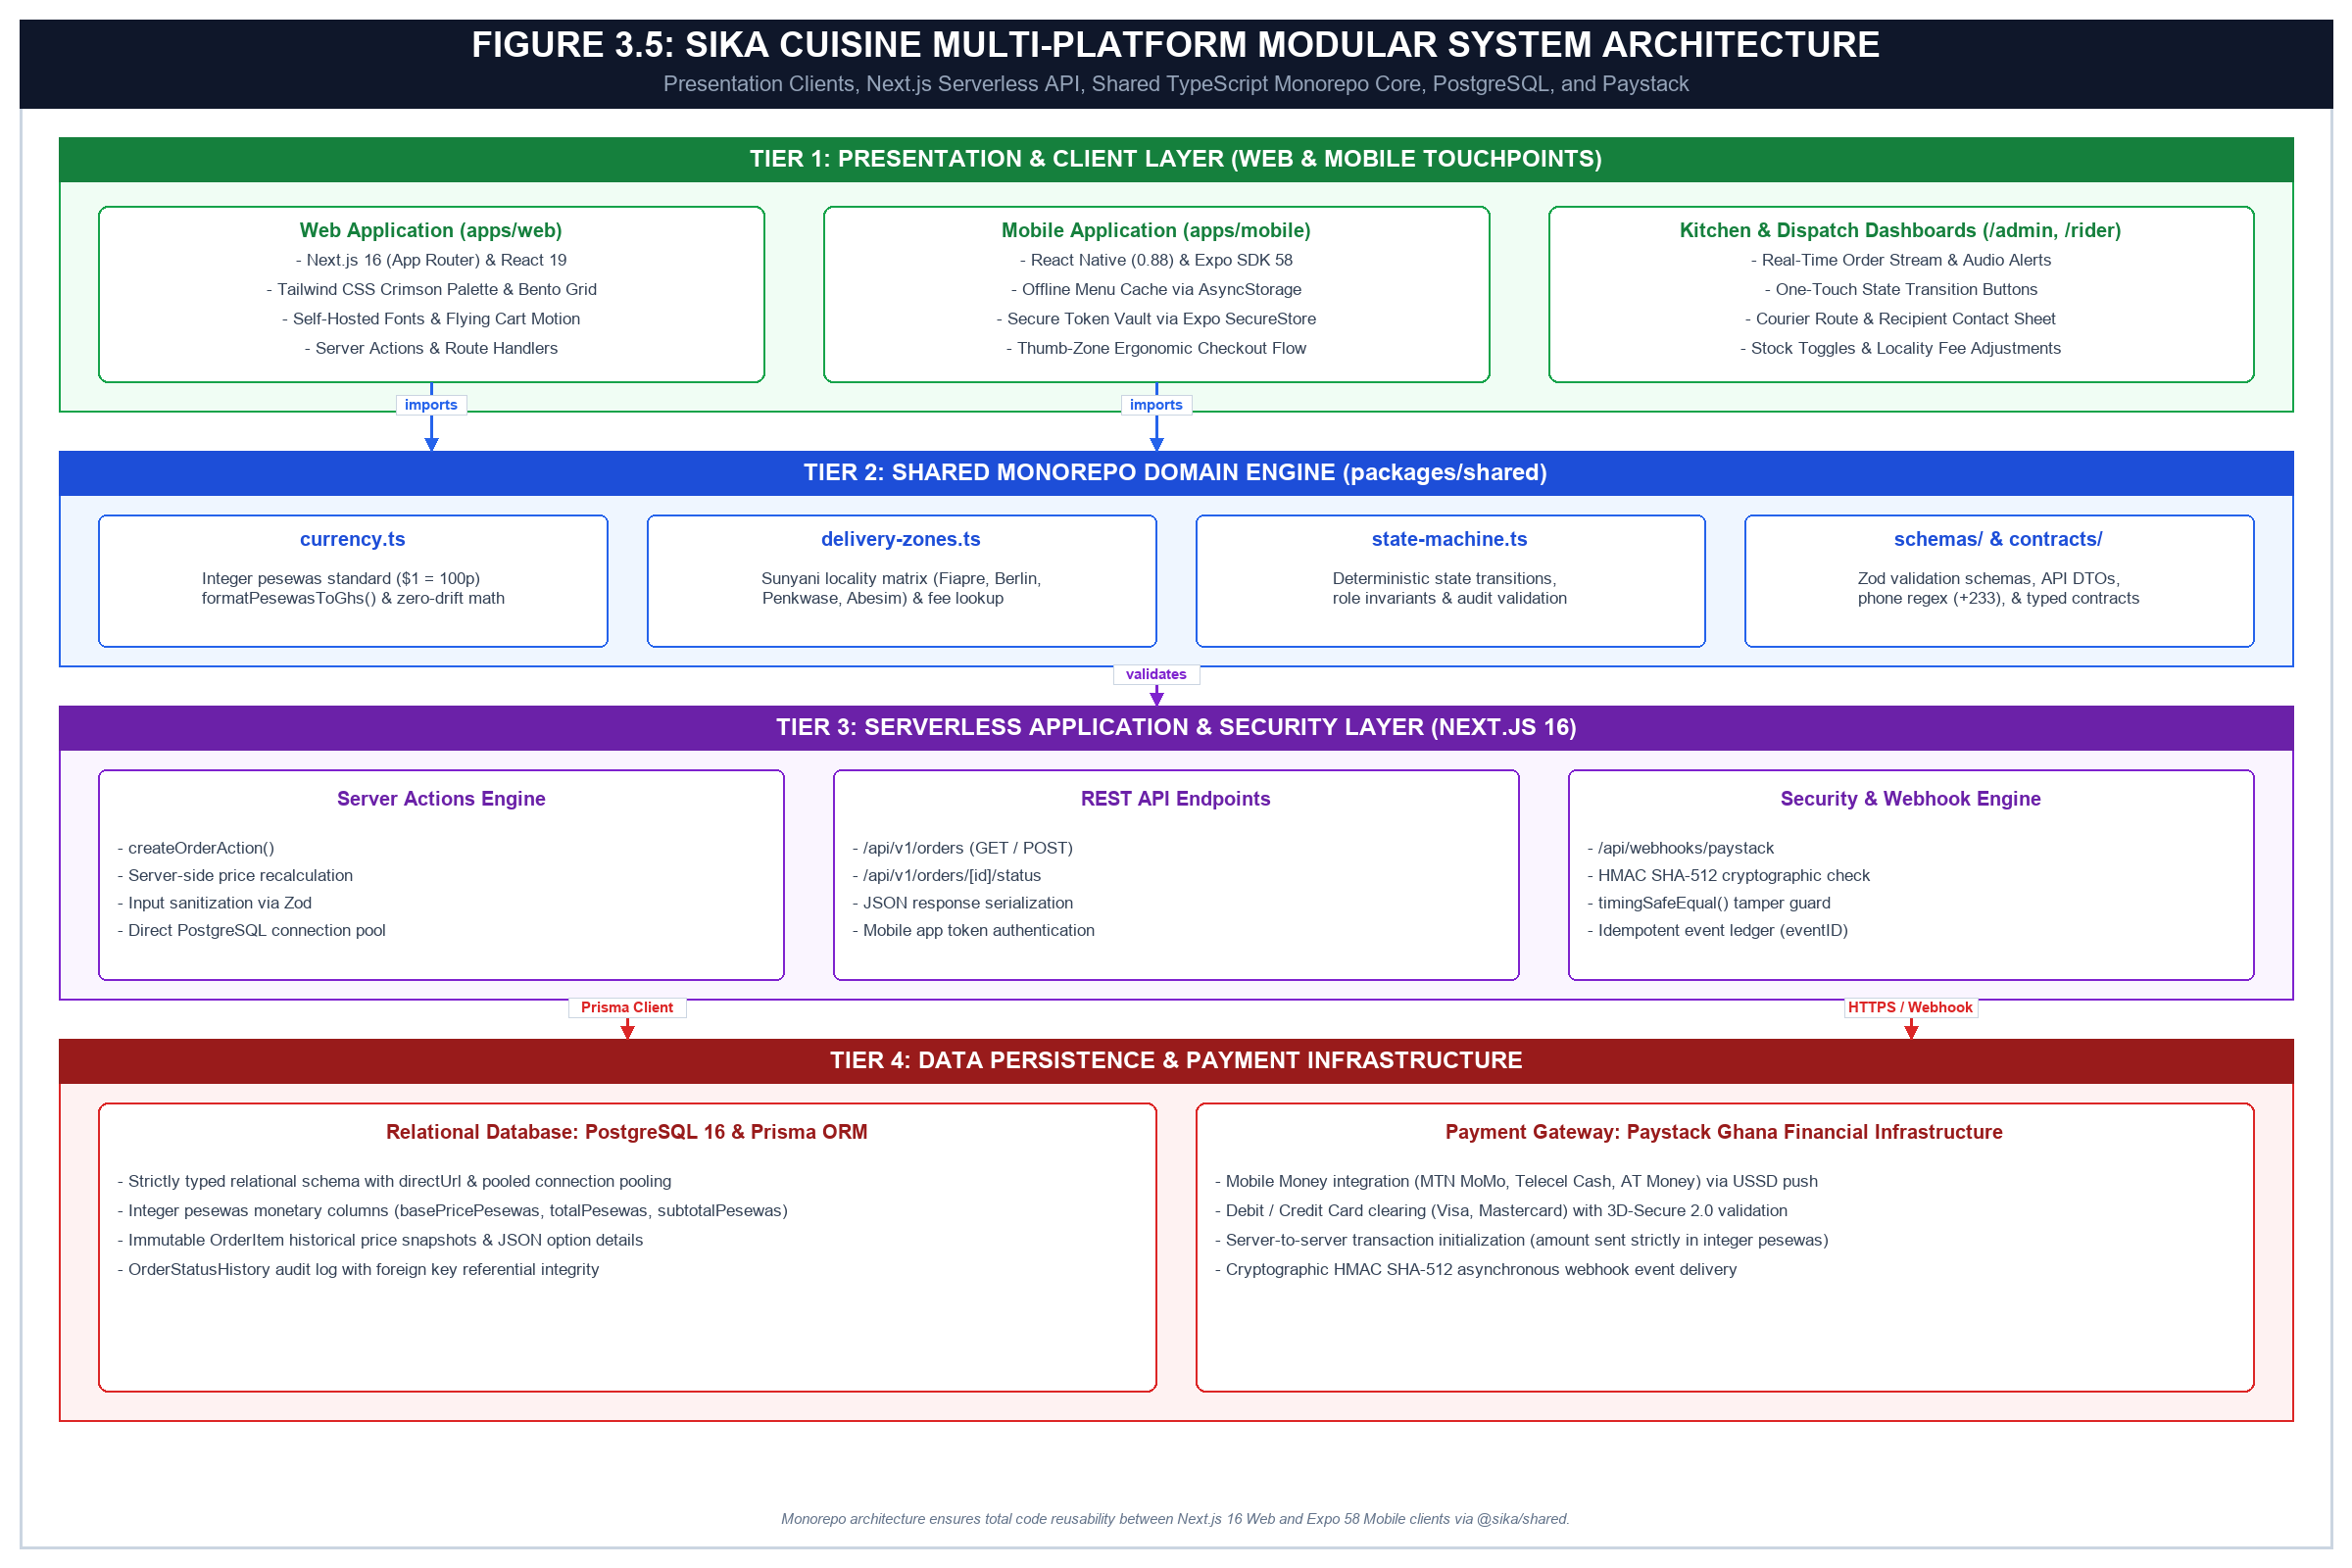 FIGURE 3.5: SIKA CUISINE MULTI-PLATFORM MODULAR SYSTEM ARCHITECTURE
Presentation Clients, Next.js Serverless API, Shared TypeScript Monorepo Core, PostgreSQL, and Paystack
TIER 1: PRESENTATION & CLIENT LAYER (WEB & MOBILE TOUCHPOINTS)
Web Application (apps/web)
- Next.js 16 (App Router) & React 19
- Tailwind CSS Crimson Palette & Bento Grid
- Self-Hosted Fonts & Flying Cart Motion
- Server Actions & Route Handlers
Mobile Application (apps/mobile)
- React Native (0.88) & Expo SDK 58
- Offline Menu Cache via AsyncStorage
- Secure Token Vault via Expo SecureStore
- Thumb-Zone Ergonomic Checkout Flow
Kitchen & Dispatch Dashboards (/admin, /rider)
- Real-Time Order Stream & Audio Alerts
- One-Touch State Transition Buttons
- Courier Route & Recipient Contact Sheet
- Stock Toggles & Locality Fee Adjustments
imports
imports
TIER 2: SHARED MONOREPO DOMAIN ENGINE (packages/shared)
currency.ts
Integer pesewas standard ($1 = 100p)
formatPesewasToGhs() & zero-drift math
delivery-zones.ts
Sunyani locality matrix (Fiapre, Berlin,
Penkwase, Abesim) & fee lookup
state-machine.ts
Deterministic state transitions,
role invariants & audit validation
schemas/ & contracts/
Zod validation schemas, API DTOs,
phone regex (+233), & typed contracts
validates
TIER 3: SERVERLESS APPLICATION & SECURITY LAYER (NEXT.JS 16)
Server Actions Engine
- createOrderAction()
- Server-side price recalculation
- Input sanitization via Zod
- Direct PostgreSQL connection pool
REST API Endpoints
- /api/v1/orders (GET / POST)
- /api/v1/orders/[id]/status
- JSON response serialization
- Mobile app token authentication
Security & Webhook Engine
- /api/webhooks/paystack
- HMAC SHA-512 cryptographic check
- timingSafeEqual() tamper guard
- Idempotent event ledger (eventID)
Prisma Client
HTTPS / Webhook
TIER 4: DATA PERSISTENCE & PAYMENT INFRASTRUCTURE
Relational Database: PostgreSQL 16 & Prisma ORM
- Strictly typed relational schema with directUrl & pooled connection pooling
- Integer pesewas monetary columns (basePricePesewas, totalPesewas, subtotalPesewas)
- Immutable OrderItem historical price snapshots & JSON option details
- OrderStatusHistory audit log with foreign key referential integrity
Payment Gateway: Paystack Ghana Financial Infrastructure
- Mobile Money integration (MTN MoMo, Telecel Cash, AT Money) via USSD push
- Debit / Credit Card clearing (Visa, Mastercard) with 3D-Secure 2.0 validation
- Server-to-server transaction initialization (amount sent strictly in integer pesewas)
- Cryptographic HMAC SHA-512 asynchronous webhook event delivery
Monorepo architecture ensures total code reusability between Next.js 16 Web and Expo 58 Mobile clients via @sika/shared.